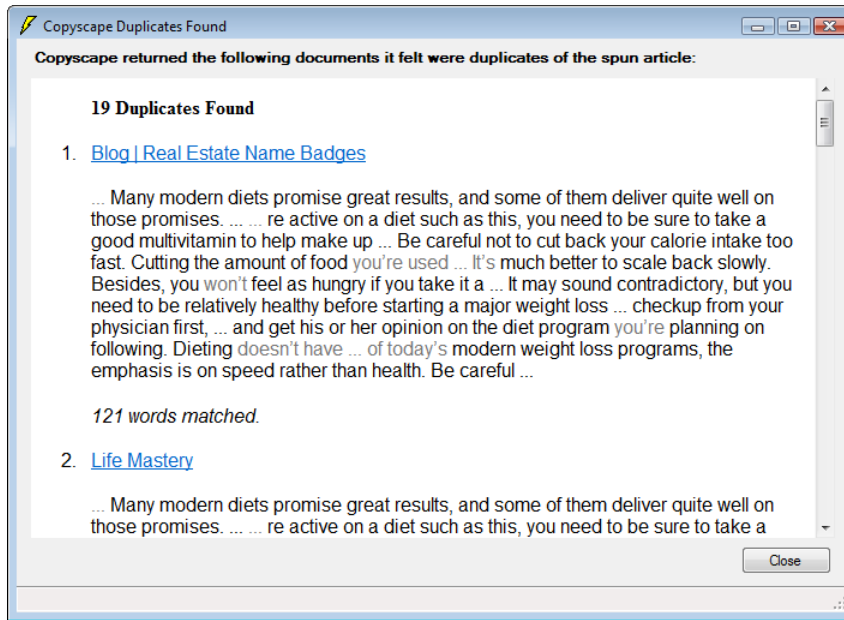 Copyscape Duplicates Found
Copyscape returned the following documents it felt were duplicates of the spun article:
19 Duplicates Found
1. Blog | Real Estate Name Badges
... Many modern diets promise great results, and some of them deliver quite well on
those promises. ... ... re active on a diet such as this, you need to be sure to take a
good multivitamin to help make up ... Be careful not to cut back your calorie intake too
fast. Cutting the amount of food you’re used ... It’s much better to scale back slowly.
Besides, you won’t feel as hungry if you take it a ... It may sound contradictory, but you
need to be relatively healthy before starting a major weight loss ... checkup from your
physician first, ... and get his or her opinion on the diet program you’re planning on
following. Dieting doesn’t have ... of today’s modern weight loss programs, the
emphasis is on speed rather than health. Be careful ...
121 words matched.
2. Life Mastery
... Many modern diets promise great results, and some of them deliver quite well on
those promises. ... ... re active on a diet such as this, you need to be sure to take a
Close